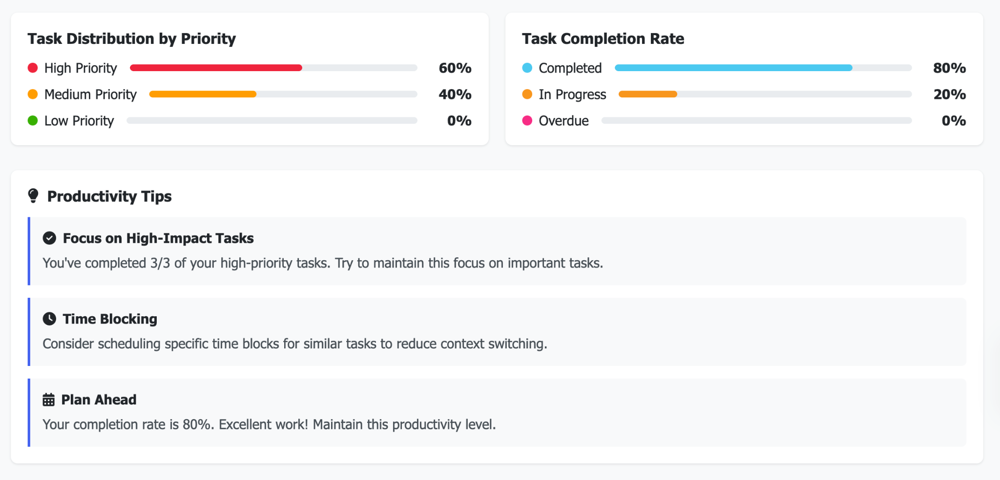 Task Distribution by Priority
High Priority 60%
Medium Priority 40%
Low Priority 0%
Task Completion Rate
Completed 80%
In Progress 20%
Overdue 0%
Productivity Tips
Focus on High-Impact Tasks
You've completed 3/3 of your high-priority tasks. Try to maintain this focus on important tasks.
Time Blocking
Consider scheduling specific time blocks for similar tasks to reduce context switching.
Plan Ahead
Your completion rate is 80%. Excellent work! Maintain this productivity level.